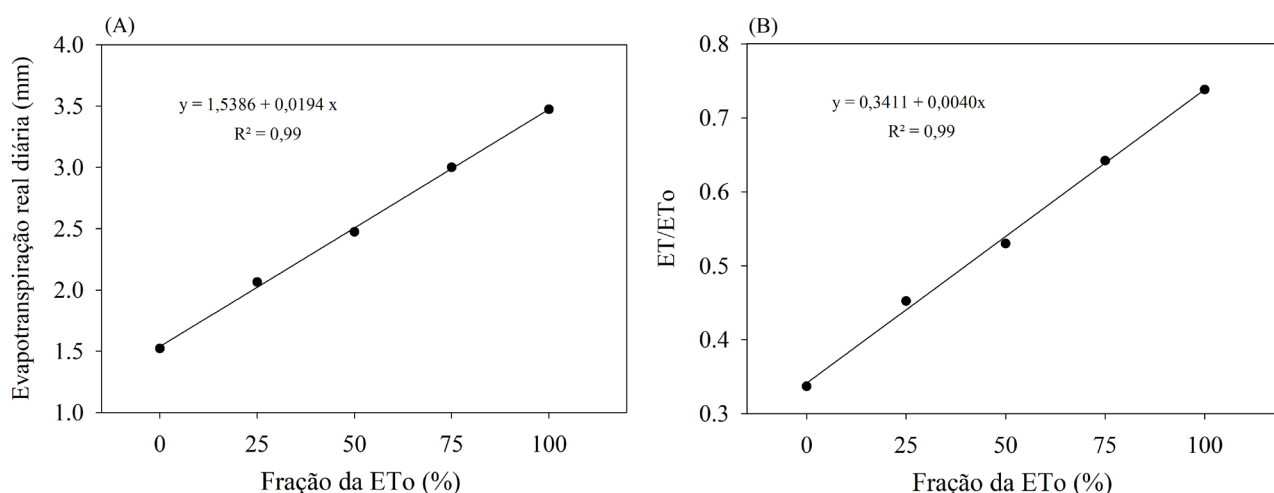 (A)
Evapotranspiração real diária (mm)
4.0
3.5
3.0
2.5
2.0
1.5
1.0
y = 1,5386 + 0,0194 x
R² = 0,99
0 25 50 75 100
Fração da ETo (%)
(B)
ET/ETo
0.8
0.7
0.6
0.5
0.4
0.3
y = 0,3411 + 0,0040x
R² = 0,99
0 25 50 75 100
Fração da ETo (%)